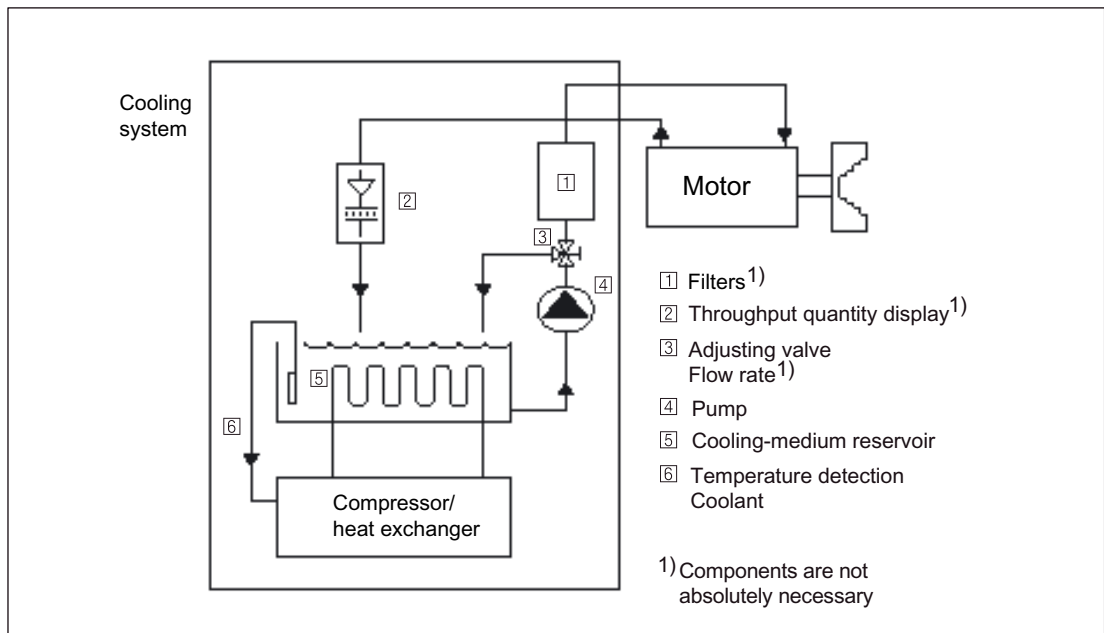 Cooling
system
1
2
3
4
5
6
Motor
Compressor/
heat exchanger
1 Filters1)
2 Throughput quantity display1)
3 Adjusting valve
Flow rate1)
4 Pump
5 Cooling-medium reservoir
6 Temperature detection
Coolant
1) Components are not
absolutely necessary